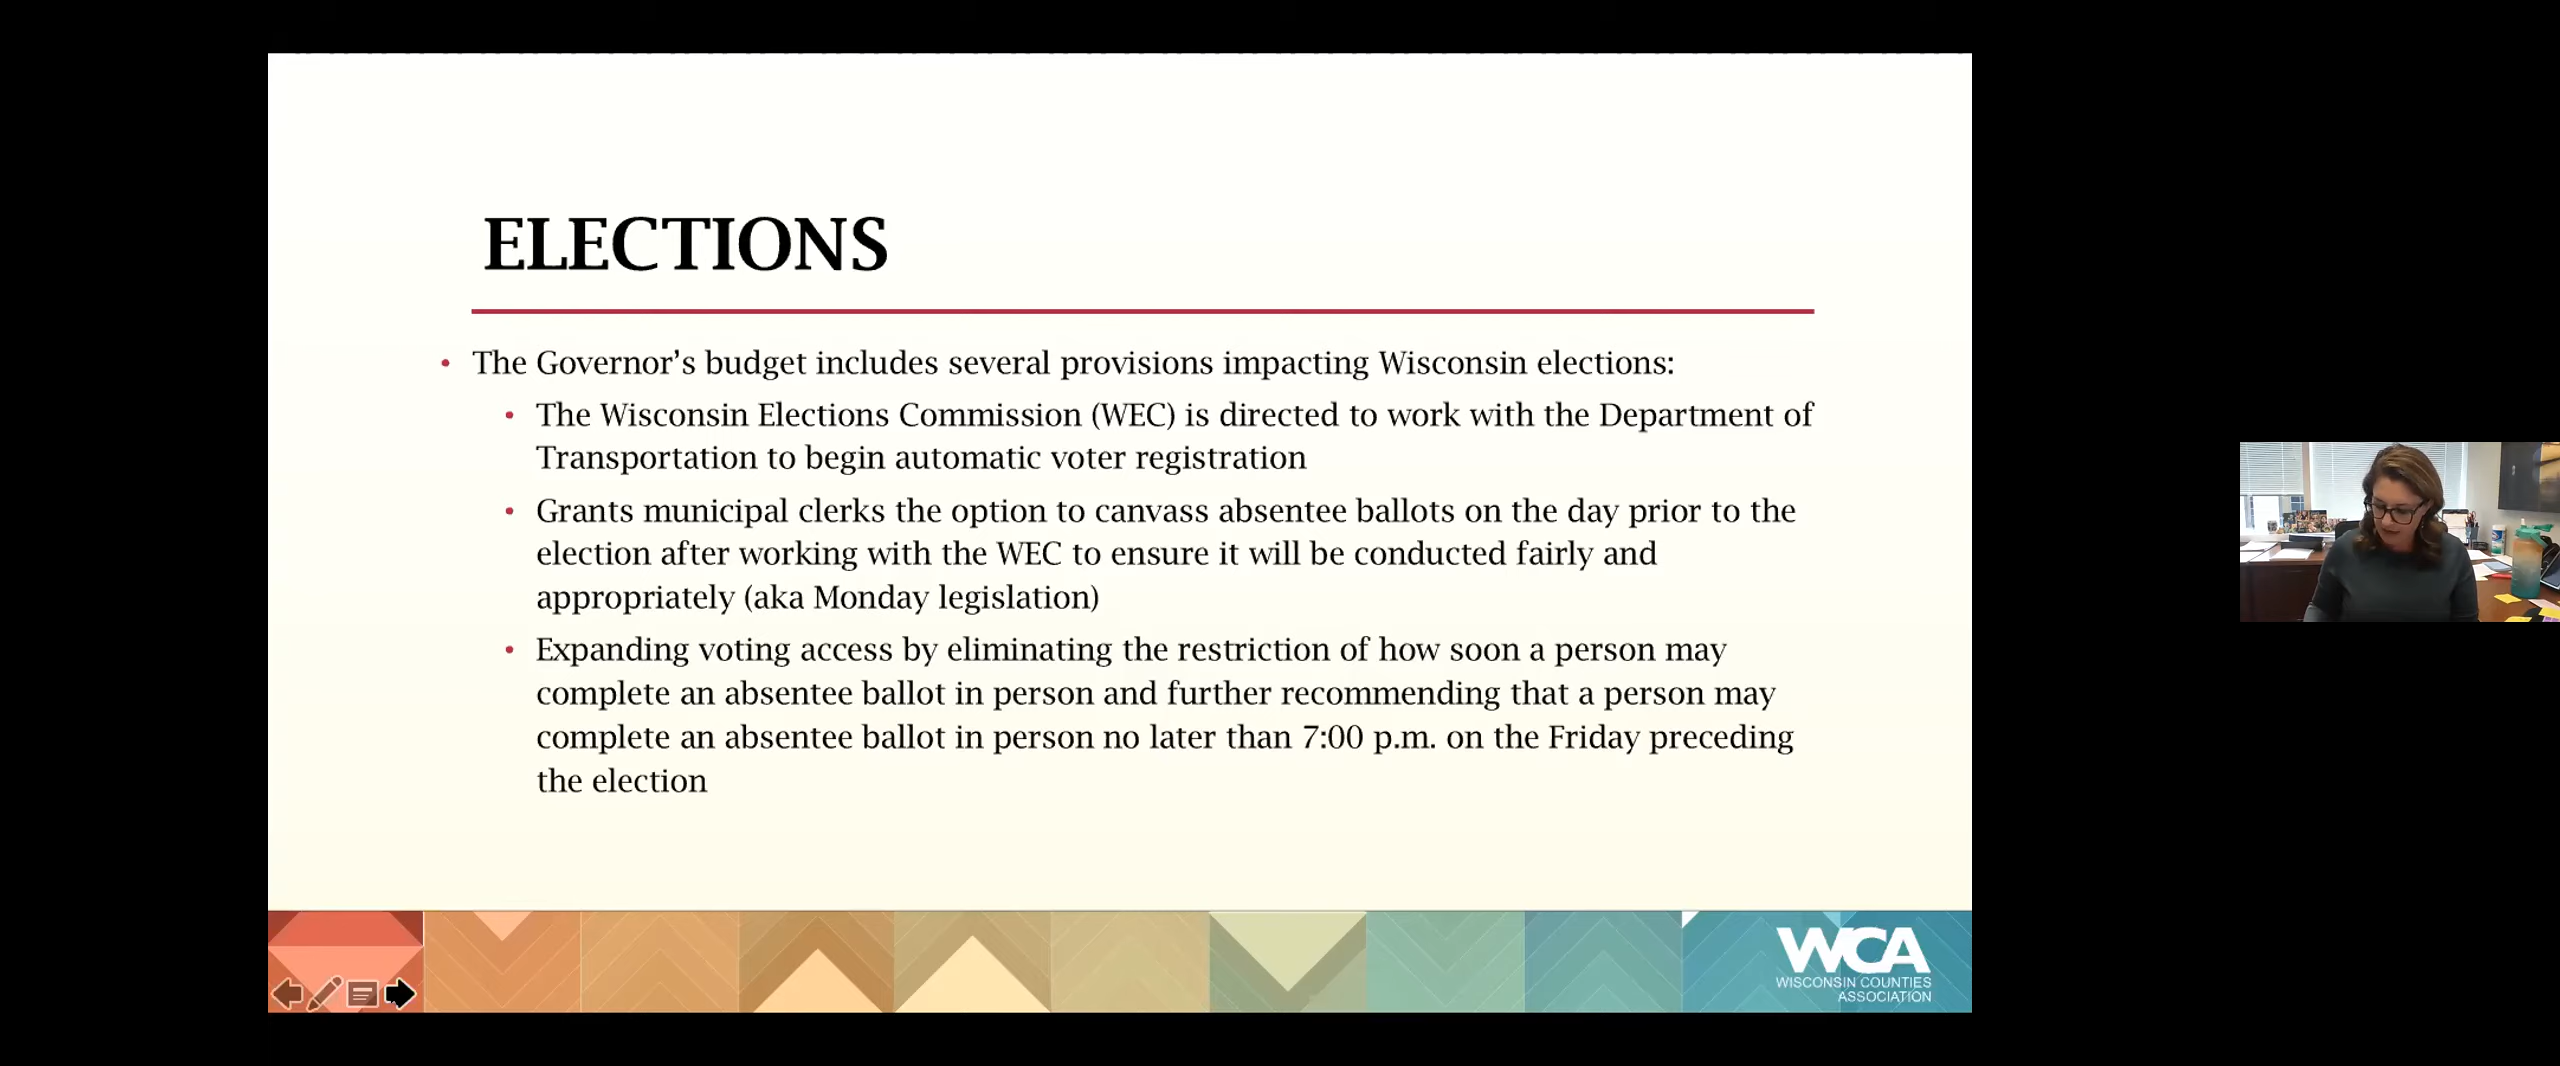 ELECTIONS
• The Governor’s budget includes several provisions impacting Wisconsin elections:
• The Wisconsin Elections Commission (WEC) is directed to work with the Department of
Transportation to begin automatic voter registration
• Grants municipal clerks the option to canvass absentee ballots on the day prior to the
election after working with the WEC to ensure it will be conducted fairly and
appropriately (aka Monday legislation)
• Expanding voting access by eliminating the restriction of how soon a person may
complete an absentee ballot in person and further recommending that a person may
complete an absentee ballot in person no later than 7:00 p.m. on the Friday preceding
the election
WCA
WISCONSIN COUNTIES
ASSOCIATION